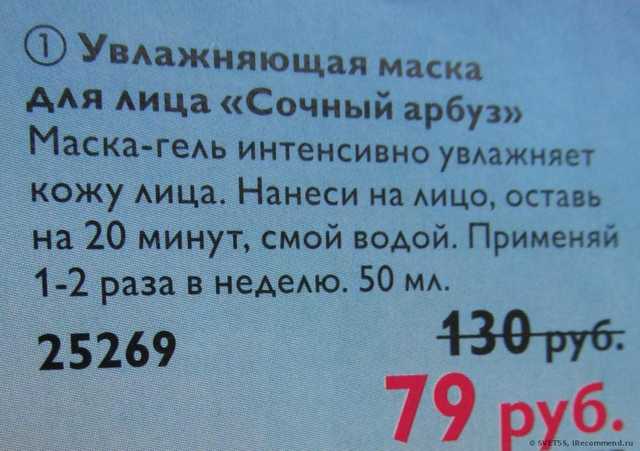 ① Увлажняющая маска
для лица «Сочный арбуз»
Маска-гель интенсивно увлажняет
кожу лица. Нанеси на лицо, оставь
на 20 минут, смой водой. Применяй
1-2 раза в неделю. 50 мл.
25269 130 руб.
79 руб.
© SVET55, iRecommend.ru